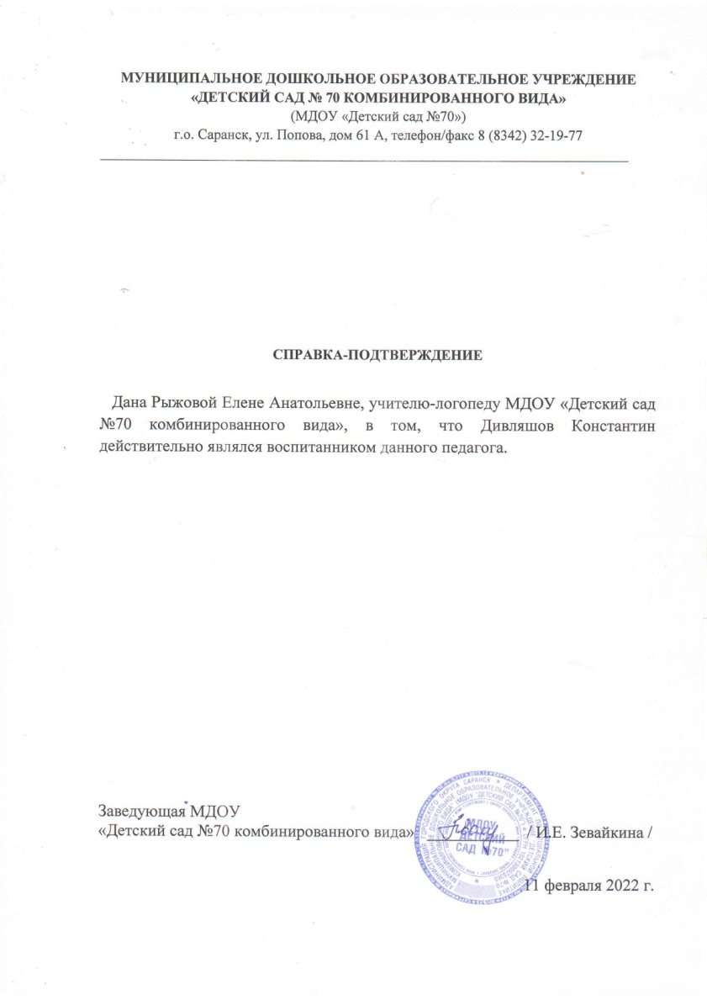 МУНИЦИПАЛЬНОЕ ДОШКОЛЬНОЕ ОБРАЗОВАТЕЛЬНОЕ УЧРЕЖДЕНИЕ
«ДЕТСКИЙ САД № 70 КОМБИНИРОВАННОГО ВИДА»
(МДОУ «Детский сад №70»)
г.о. Саранск, ул. Попова, дом 61 А, телефон/факс 8 (8342) 32-19-77
СПРАВКА-ПОДТВЕРЖДЕНИЕ
Дана Рыжовой Елене Анатольевне, учителю-логопеду МДОУ «Детский сад
№70 комбинированного вида», в том, что Дивляшов Константин
действительно являлся воспитанником данного педагога.
Заведующая МДОУ
«Детский сад №70 комбинированного вида» / И.Е. Зевайкина /
МДОУ
"ДЕТСКИЙ
САД №70"
11 февраля 2022 г.